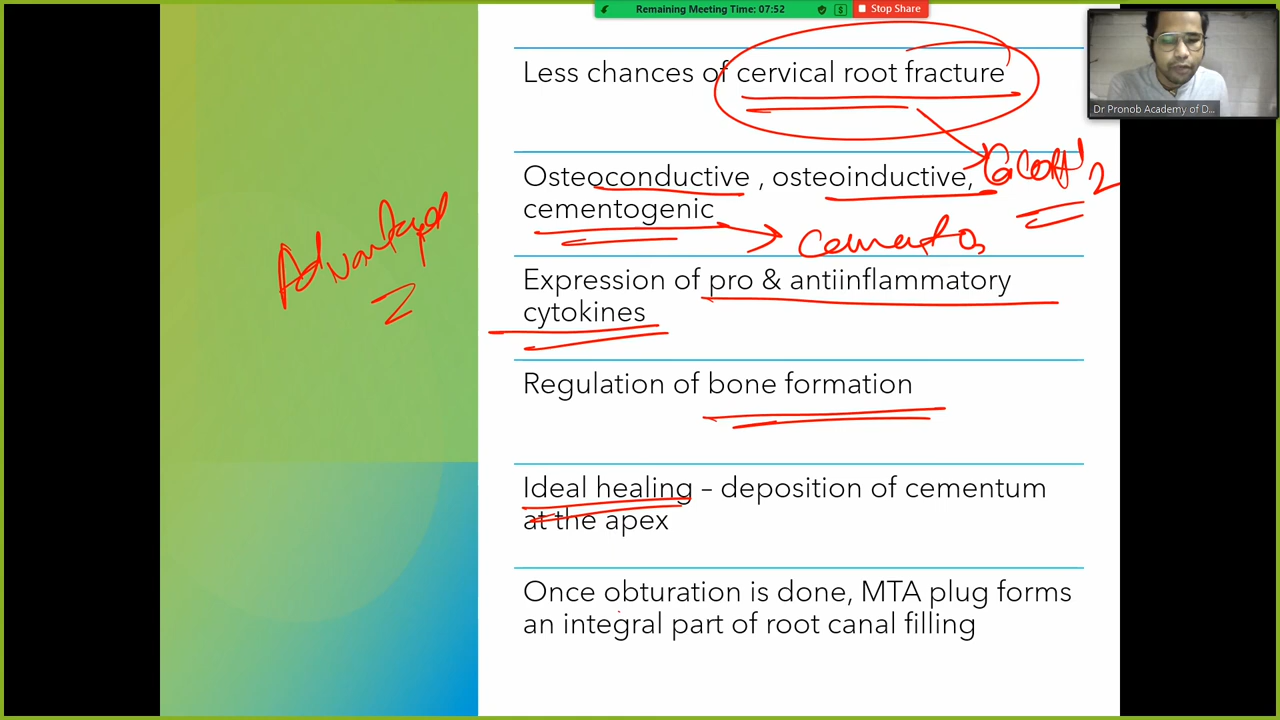 Remaining Meeting Time: 07:52
Stop Share
Dr Pronob Academy of D...
Less chances of cervical root fracture
Osteoconductive , osteoinductive,
cementogenic
Expression of pro & antiinflammatory
cytokines
Regulation of bone formation
Ideal healing – deposition of cementum
at the apex
Once obturation is done, MTA plug forms
an integral part of root canal filling